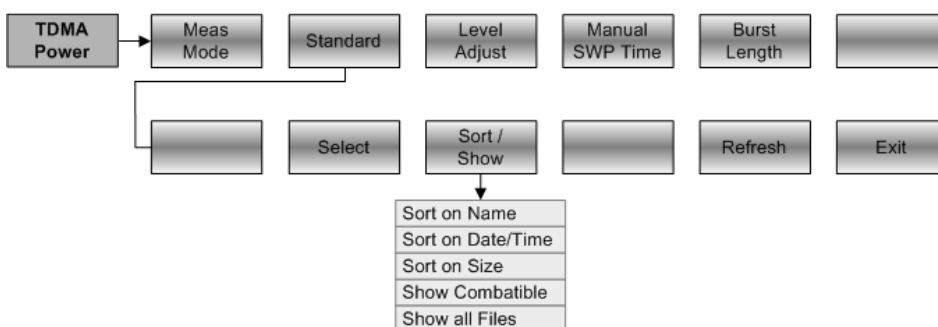 TDMA
Power
Meas
Mode
Standard
Level
Adjust
Manual
SWP Time
Burst
Length
Select
Sort /
Show
Refresh
Exit
Sort on Name
Sort on Date/Time
Sort on Size
Show Combatible
Show all Files